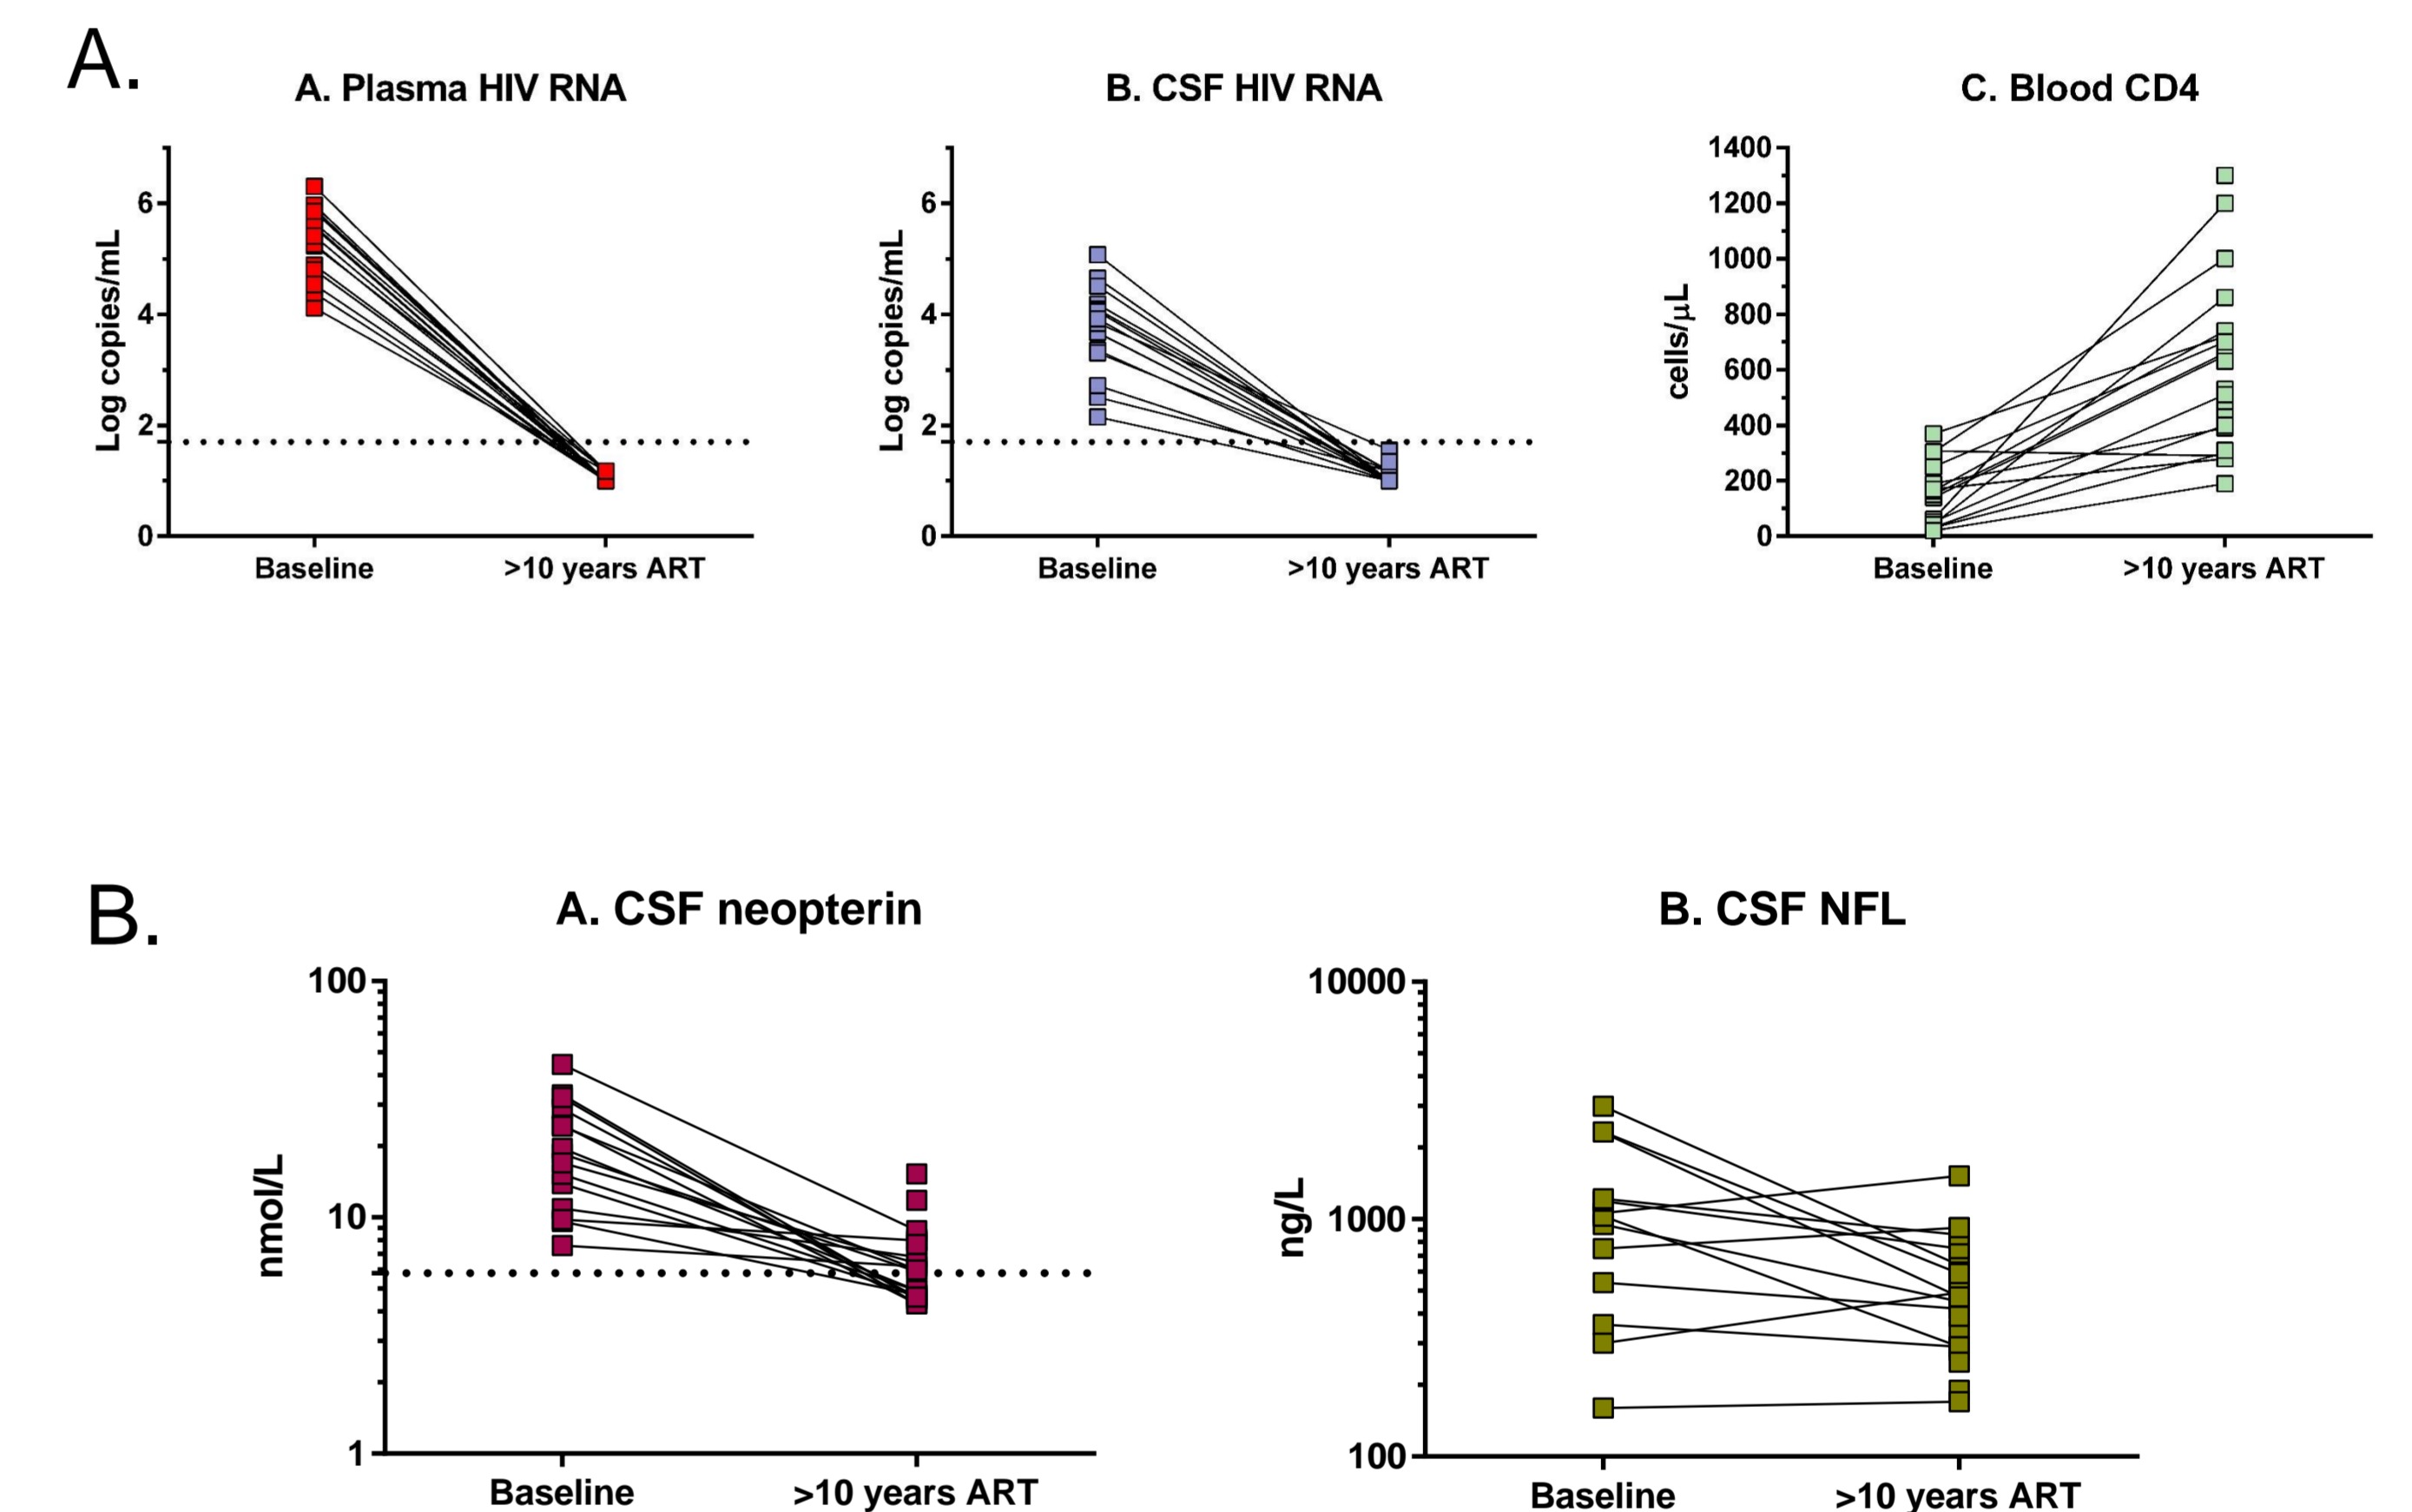 A.
A. Plasma HIV RNA
Log copies/mL
6
4
2
0
Baseline >10 years ART
B. CSF HIV RNA
Log copies/mL
6
4
2
0
Baseline >10 years ART
C. Blood CD4
cells/μL
1400
1200
1000
800
600
400
200
0
Baseline >10 years ART
B.
A. CSF neopterin
nmol/L
100
10
1
Baseline >10 years ART
B. CSF NFL
ng/L
10000
1000
100
Baseline >10 years ART